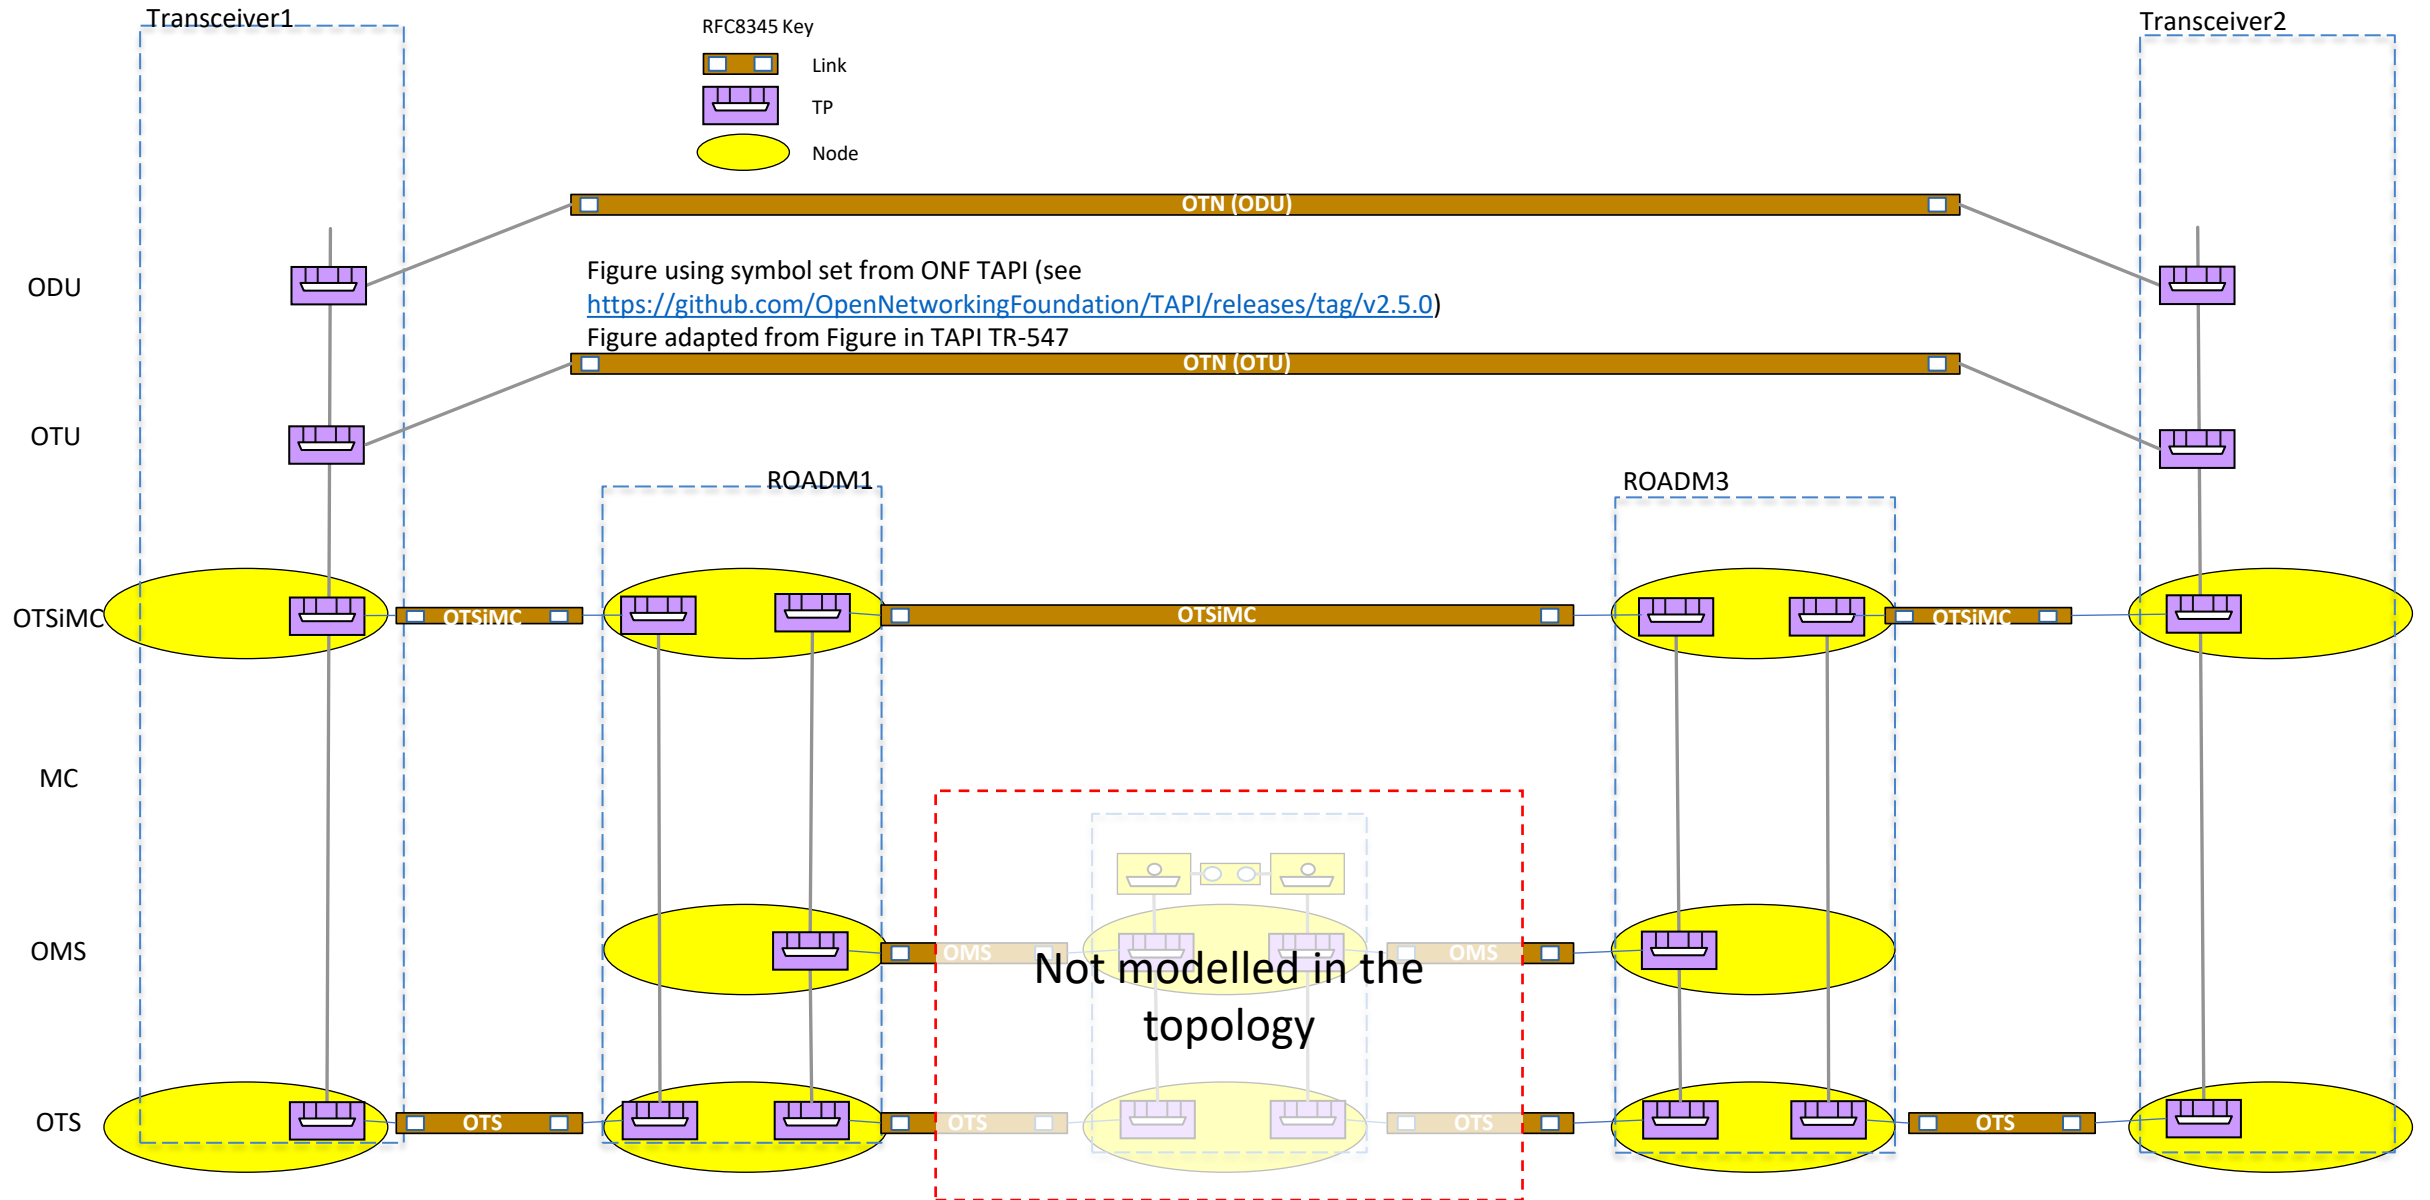 Transceiver1
Transceiver2
RFC8345 Key
Link
TP
Node
OTN (ODU)
ODU
Figure using symbol set from ONF TAPI (see
https://github.com/OpenNetworkingFoundation/TAPI/releases/tag/v2.5.0)
Figure adapted from Figure in TAPI TR-547
OTN (OTU)
OTU
ROADM1
ROADM3
OTSiMC
OTSiMC
OTSiMC
OTSiMC
MC
OMS
OMS
OMS
Not modelled in the
topology
OTS
OTS
OTS
OTS
OTS